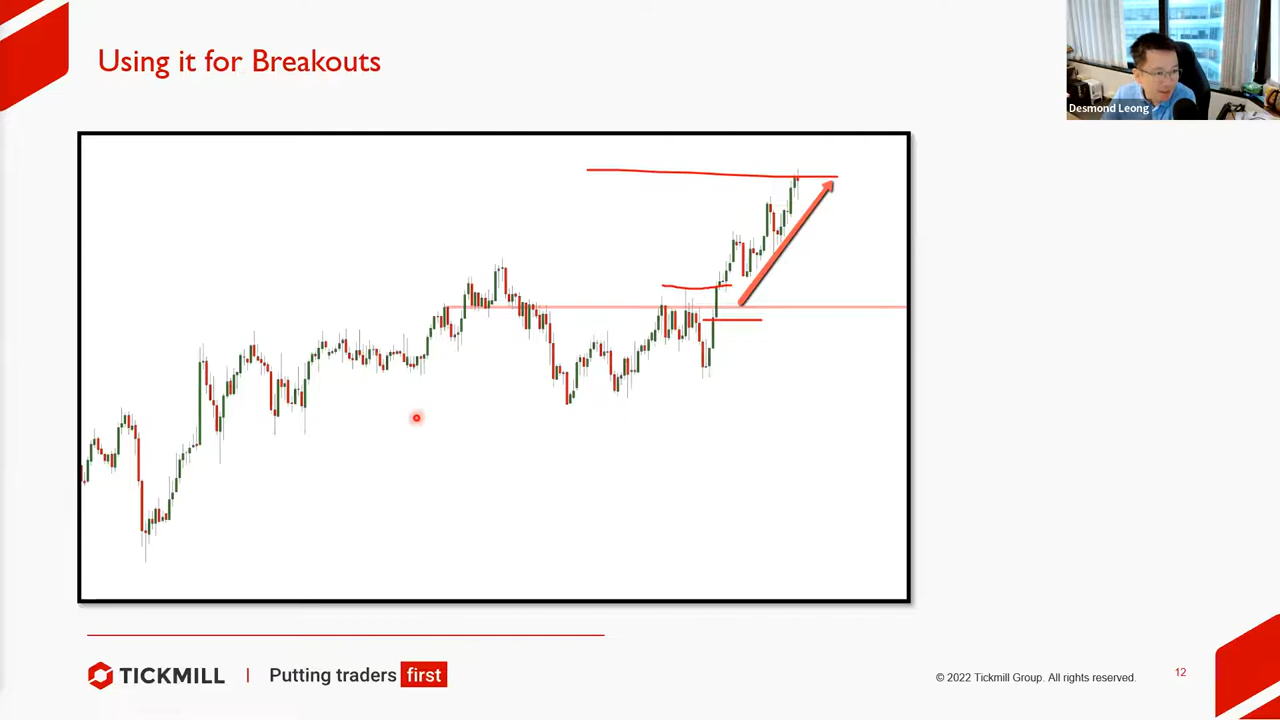 Using it for Breakouts
Desmond Leong
TICKMILL | Putting traders first
© 2022 Tickmill Group. All rights reserved.
12